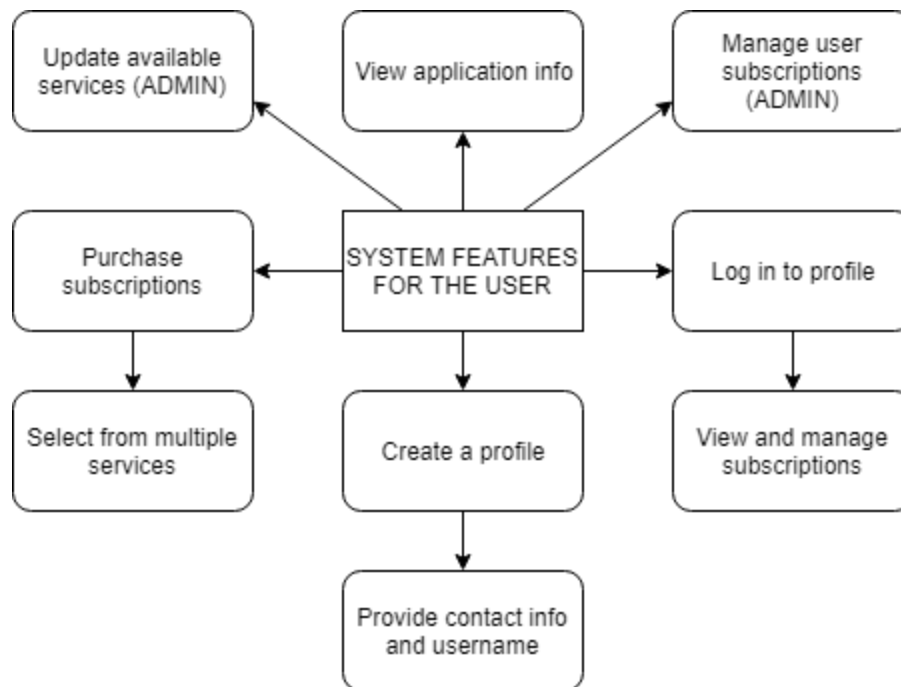 Update available
services (ADMIN)
View application info
Manage user
subscriptions
(ADMIN)
Purchase
subscriptions
SYSTEM FEATURES
FOR THE USER
Log in to profile
Select from multiple
services
Create a profile
View and manage
subscriptions
Provide contact info
and username